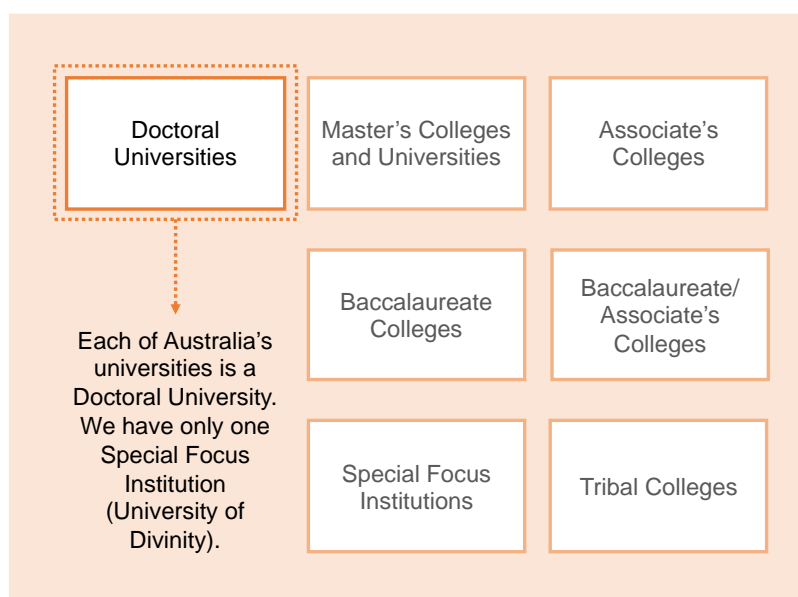 Doctoral
Universities
Master’s Colleges
and Universities
Associate’s
Colleges
Baccalaureate
Colleges
Baccalaureate/
Associate’s
Colleges
Each of Australia’s
universities is a
Doctoral University.
We have only one
Special Focus
Institution
(University of
Divinity).
Special Focus
Institutions
Tribal Colleges